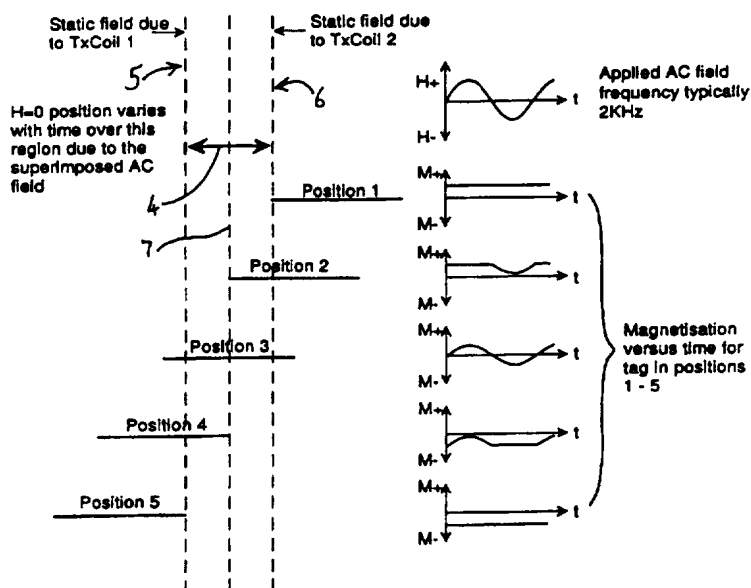 Static field due
to TxCoil 1
Static field due
to TxCoil 2
5
6
H=0 position varies
with time over this
region due to the
superimposed AC
field
4
7
Position 1
Position 2
Position 3
Position 4
Position 5
H+
H-
t
Applied AC field
frequency typically
2KHz
M+
M-
t
M+
M-
t
M+
M-
t
M+
M-
t
M+
M-
t
Magnetisation
versus time for
tag in positions
1 - 5